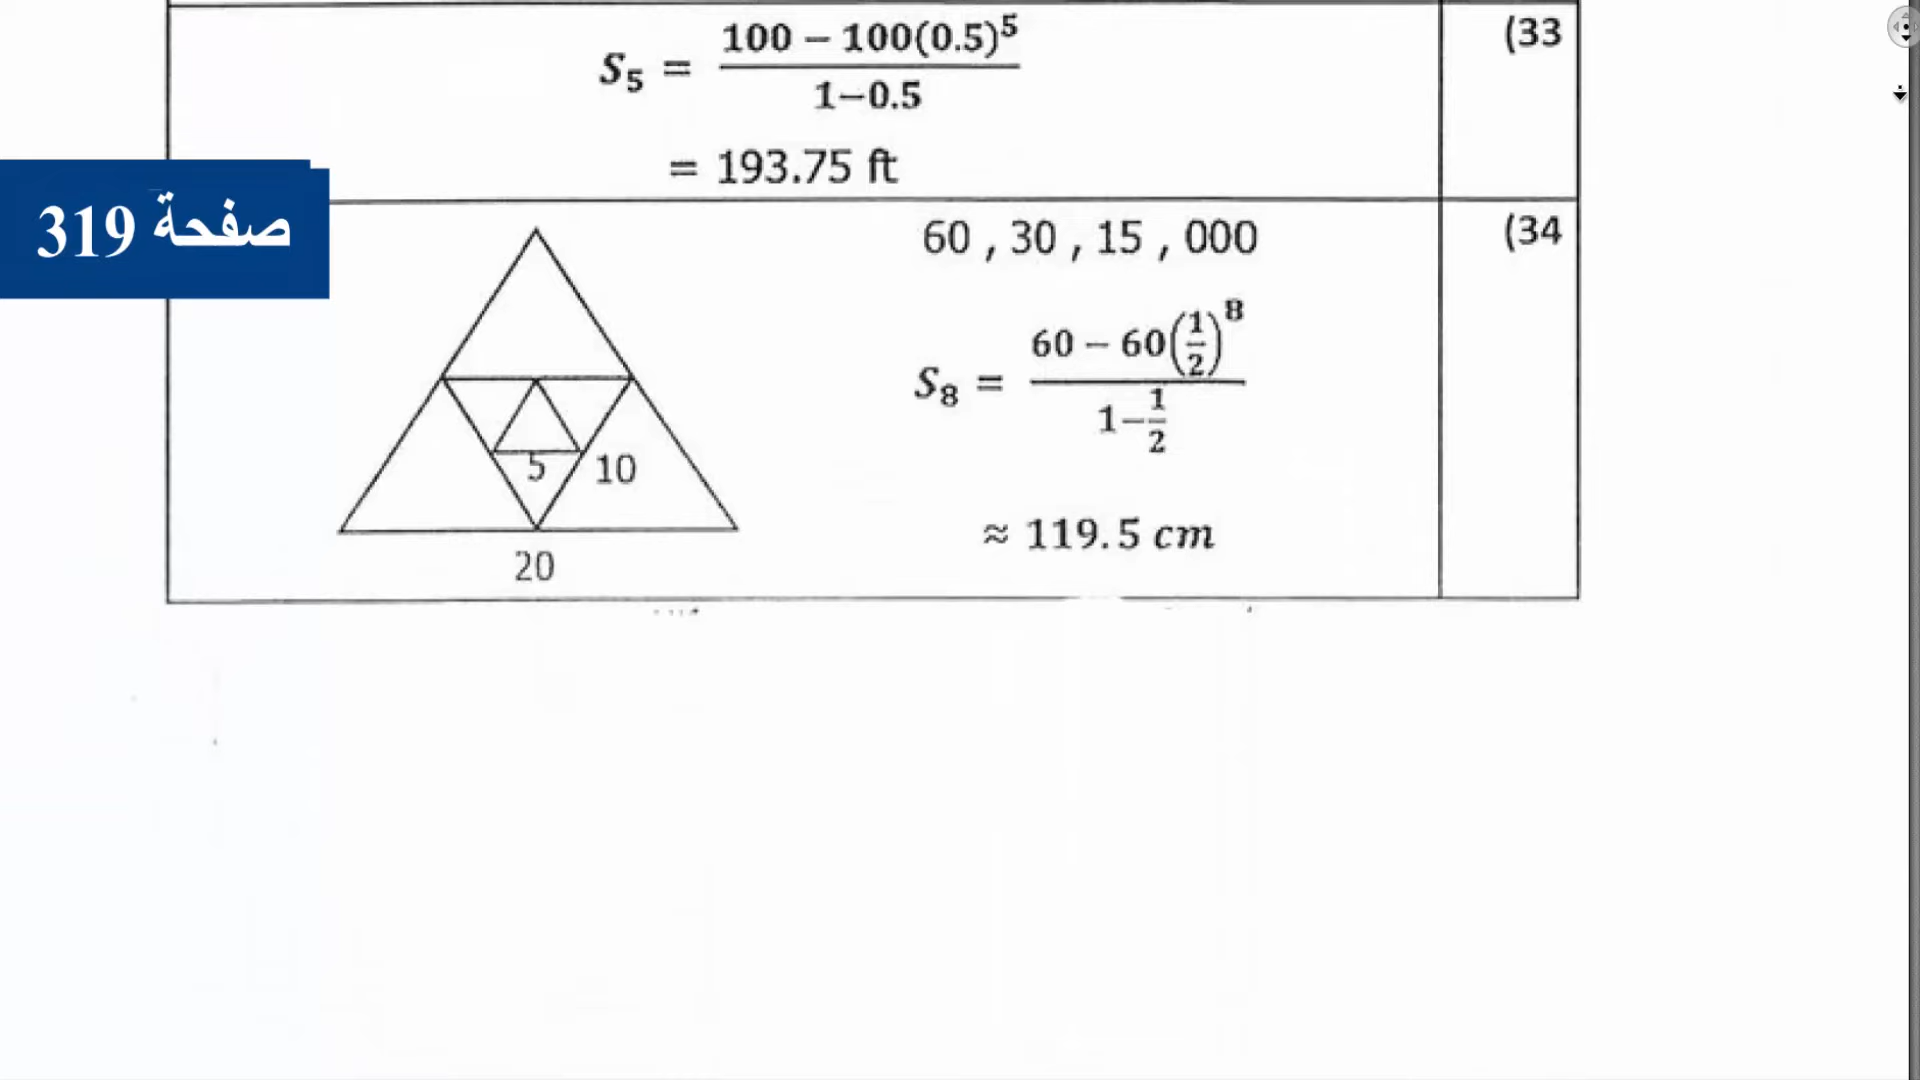 (33
S₅ = (100 − 100(0.5)⁵) / (1−0.5)
= 193.75 ft
صفحة 319
(34
60 , 30 , 15 , 000
S₈ = (60 − 60(1/2)⁸) / (1−1/2)
≈ 119.5 cm
5
10
20